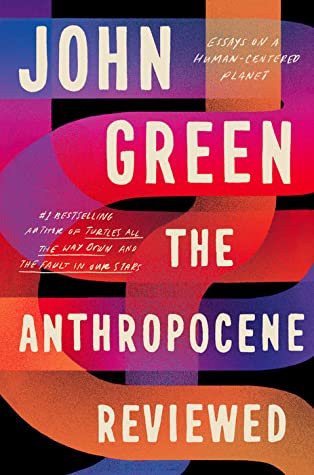 JOHN
ESSAYS ON A
HUMAN-CENTERED
PLANET
GREEN
#1 BESTSELLING
AUTHOR OF TURTLES ALL
THE WAY DOWN AND
THE FAULT IN OUR STARS
THE
ANTHROPOCENE
REVIEWED